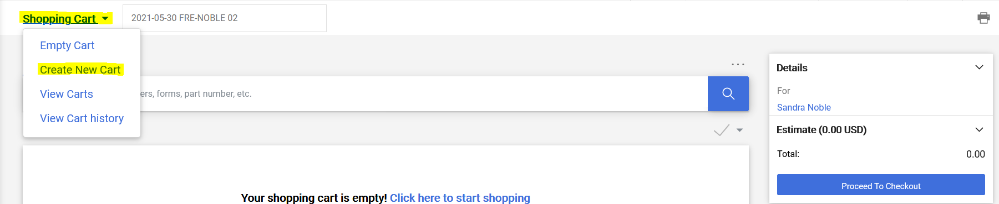 Shopping Cart
2021-05-30 FRE-NOBLE 02
Empty Cart
Create New Cart
View Carts
View Cart history
ers, forms, part number, etc.
Your shopping cart is empty! Click here to start shopping
Details
For
Sandra Noble
Estimate (0.00 USD)
Total: 0.00
Proceed To Checkout